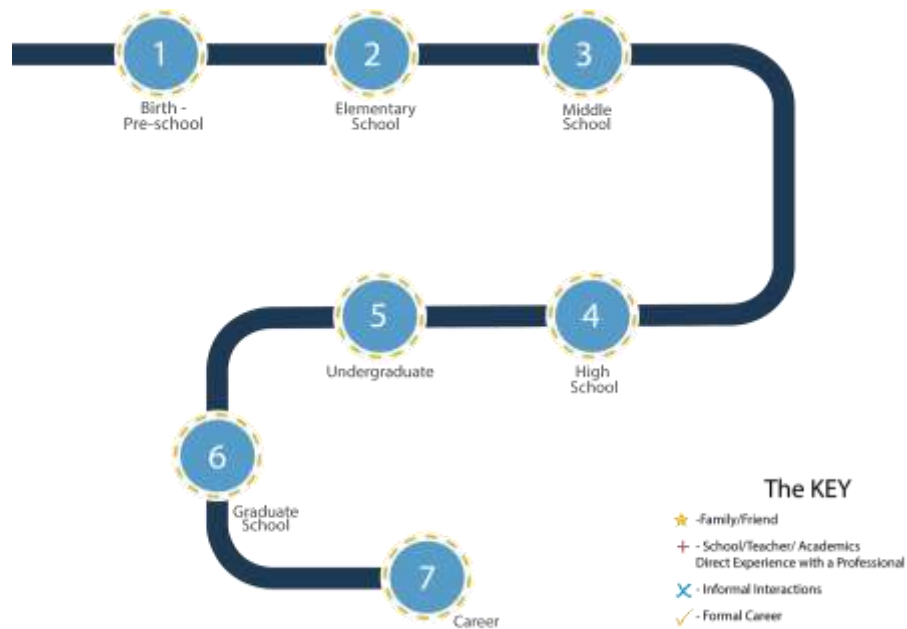 1
2
3
Birth -
Pre-school
Elementary
School
Middle
School
5
4
Undergraduate
High
School
6
Graduate
School
7
Career
The KEY
-Family/Friend
- School/Teacher/ Academics
Direct Experience with a Professional
- Informal Interactions
- Formal Career